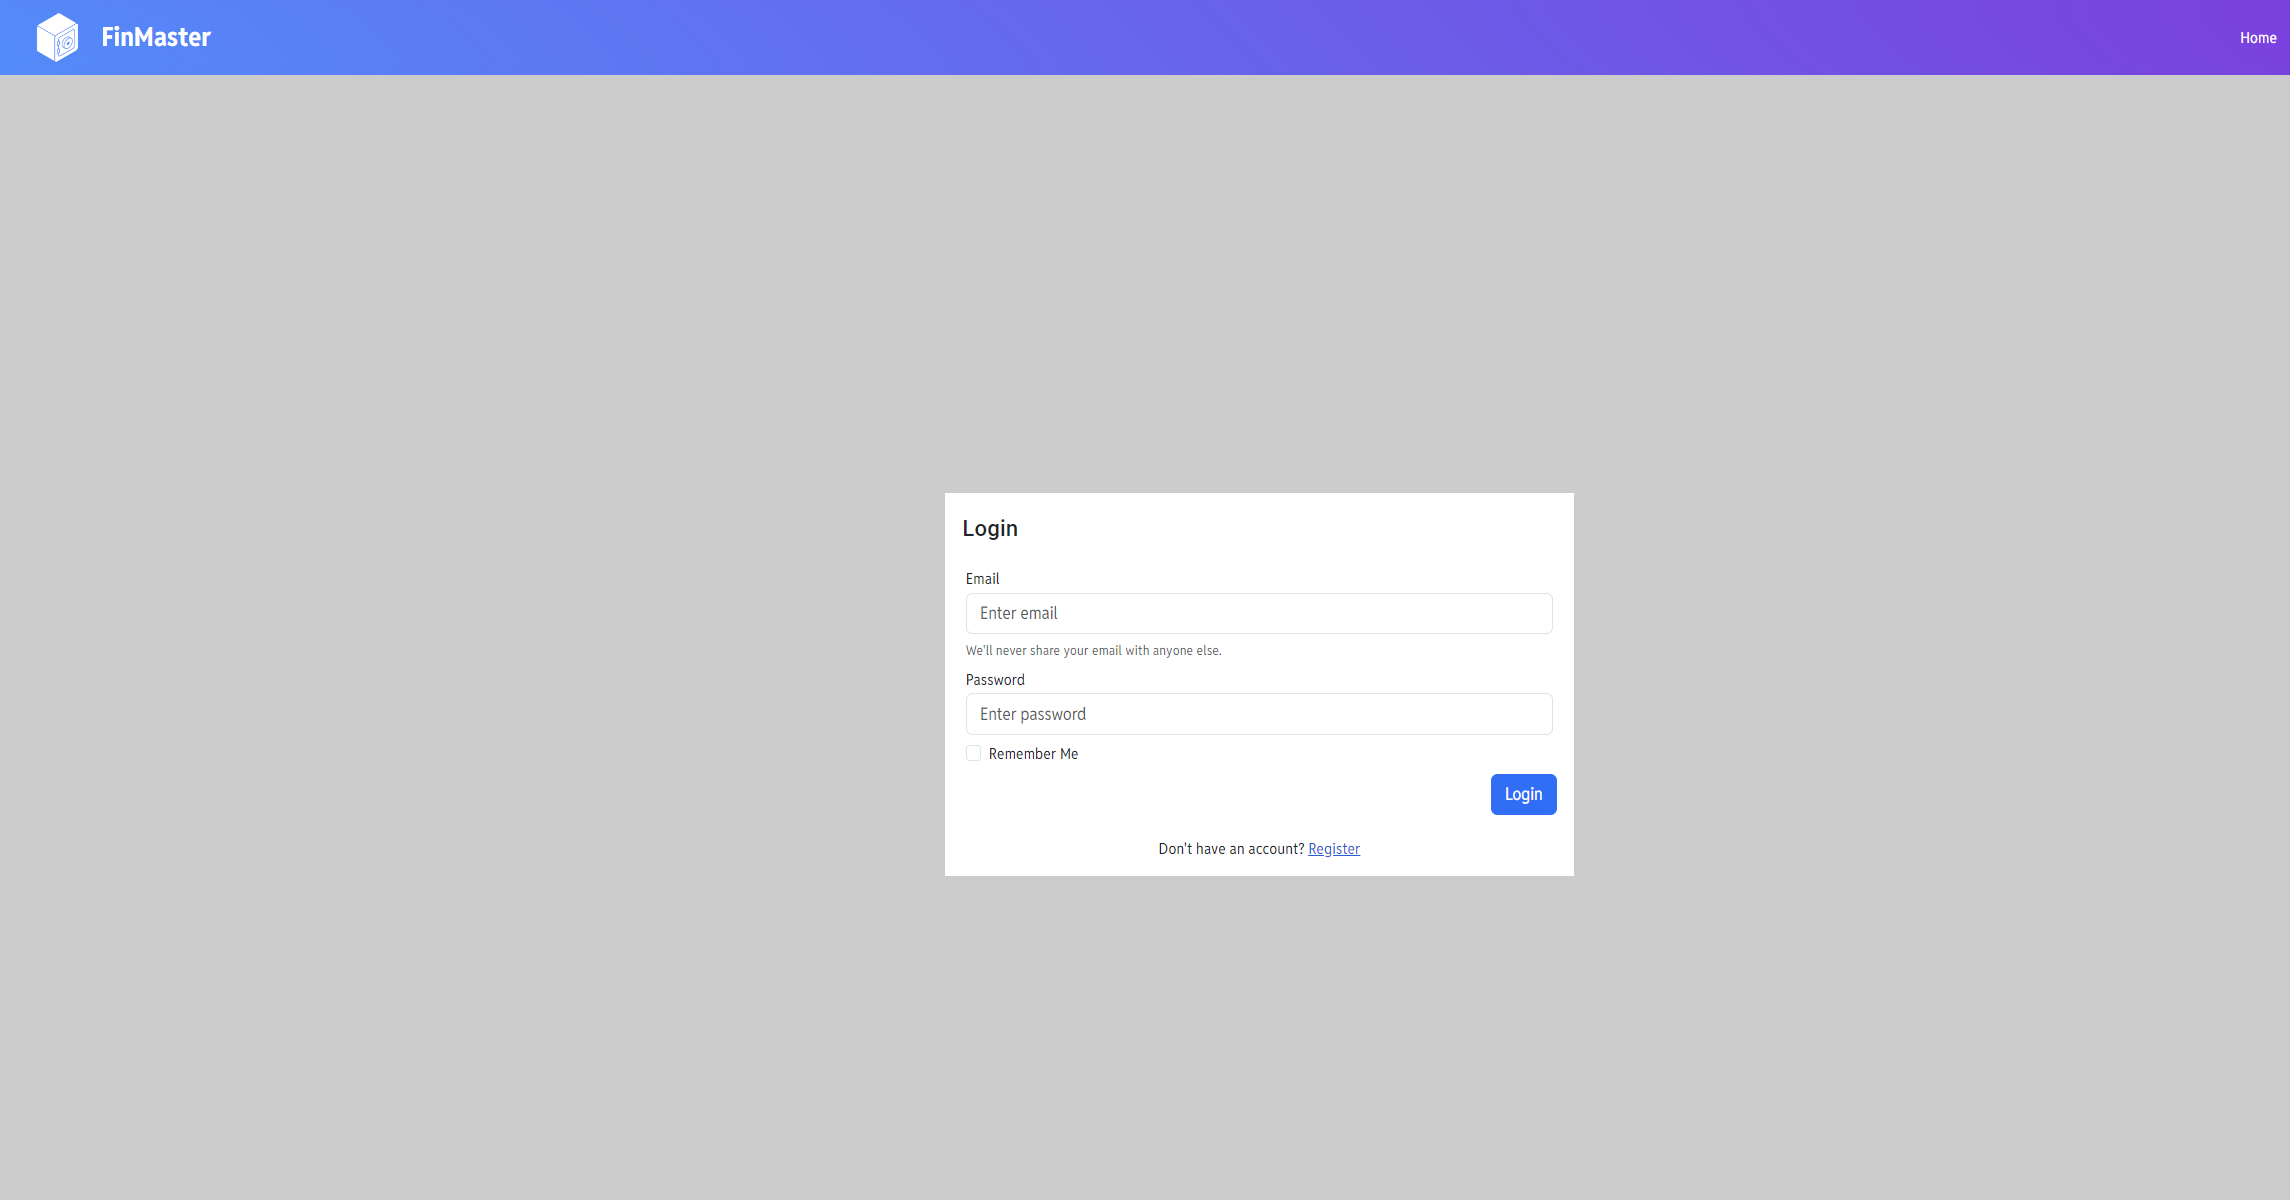 FinMaster
Home
Login
Email
Enter email
We'll never share your email with anyone else.
Password
Enter password
Remember Me
Login
Don't have an account? Register